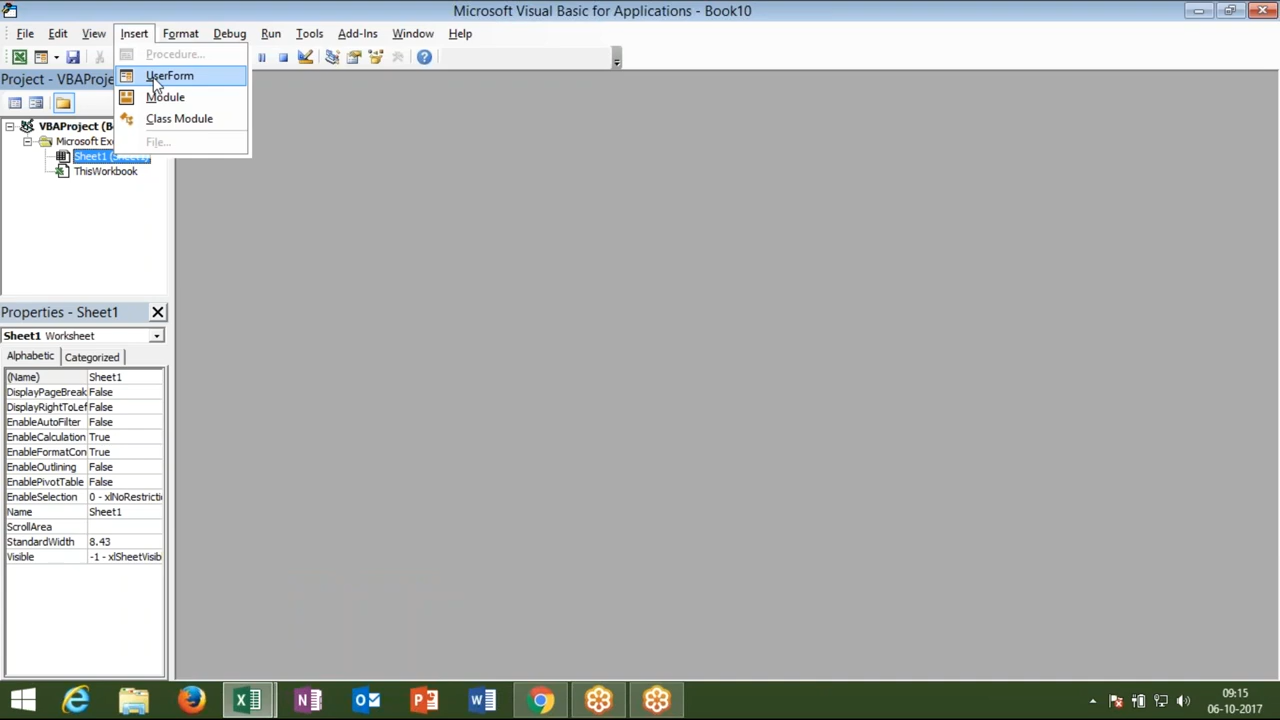 Microsoft Visual Basic for Applications - Book10
File Edit View Insert Format Debug Run Tools Add-Ins Window Help
Procedure...
UserForm
Module
Class Module
File...
Project - VBAProje
VBAProject (B
Microsoft Exc
Sheet1 (Sheet1)
ThisWorkbook
Properties - Sheet1
Sheet1 Worksheet
Alphabetic Categorized
(Name) Sheet1
DisplayPageBreak False
DisplayRightToLef False
EnableAutoFilter False
EnableCalculation True
EnableFormatCon True
EnableOutlining False
EnablePivotTable False
EnableSelection 0 - xlNoRestrictio
Name Sheet1
ScrollArea
StandardWidth 8.43
Visible -1 - xlSheetVisib
09:15
06-10-2017